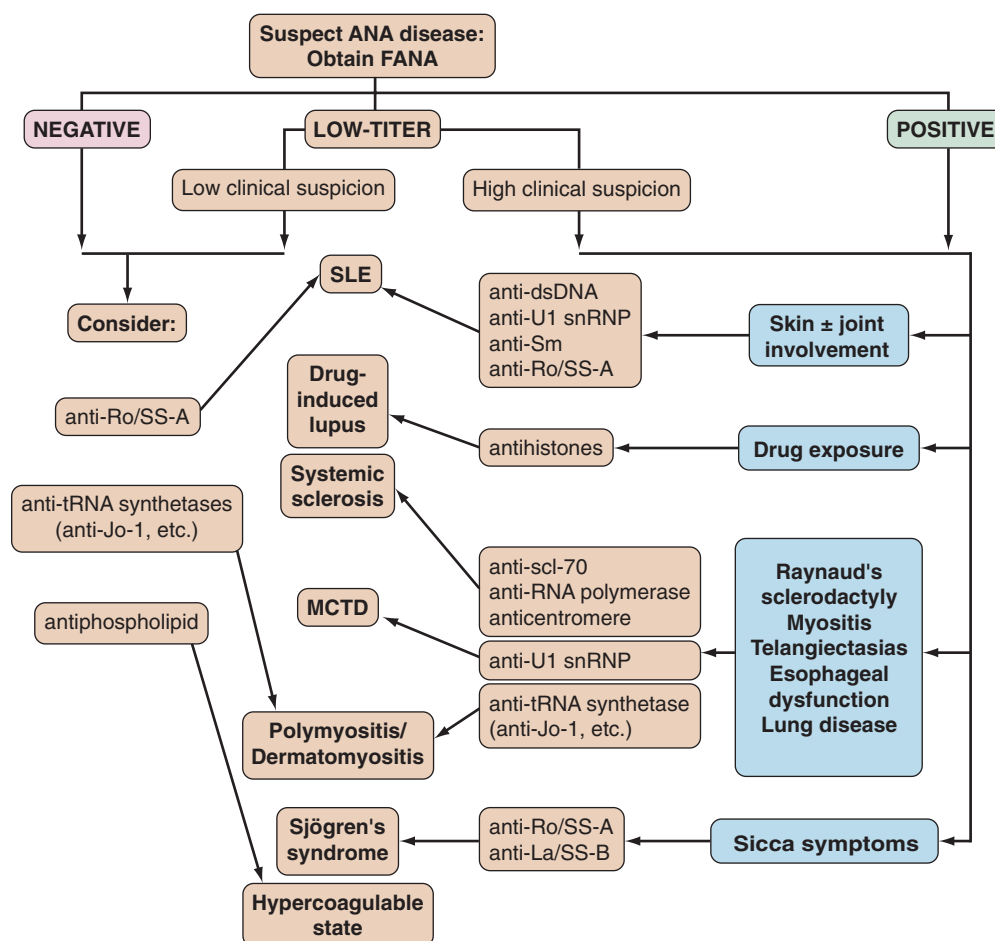 Suspect ANA disease:
Obtain FANA
NEGATIVE
LOW-TITER
POSITIVE
Low clinical suspicion
High clinical suspicion
Consider:
SLE
anti-dsDNA
anti-U1 snRNP
anti-Sm
anti-Ro/SS-A
Skin ± joint
involvement
anti-Ro/SS-A
Drug-
induced
lupus
antihistones
Drug exposure
Systemic
sclerosis
anti-tRNA synthetases
(anti-Jo-1, etc.)
anti-scl-70
anti-RNA polymerase
anticentromere
Raynaud's
sclerodactyly
Myositis
Telangiectasias
Esophageal
dysfunction
Lung disease
MCTD
antiphospholipid
anti-U1 snRNP
anti-tRNA synthetase
(anti-Jo-1, etc.)
Polymyositis/
Dermatomyositis
Sjögren's
syndrome
anti-Ro/SS-A
anti-La/SS-B
Sicca symptoms
Hypercoagulable
state